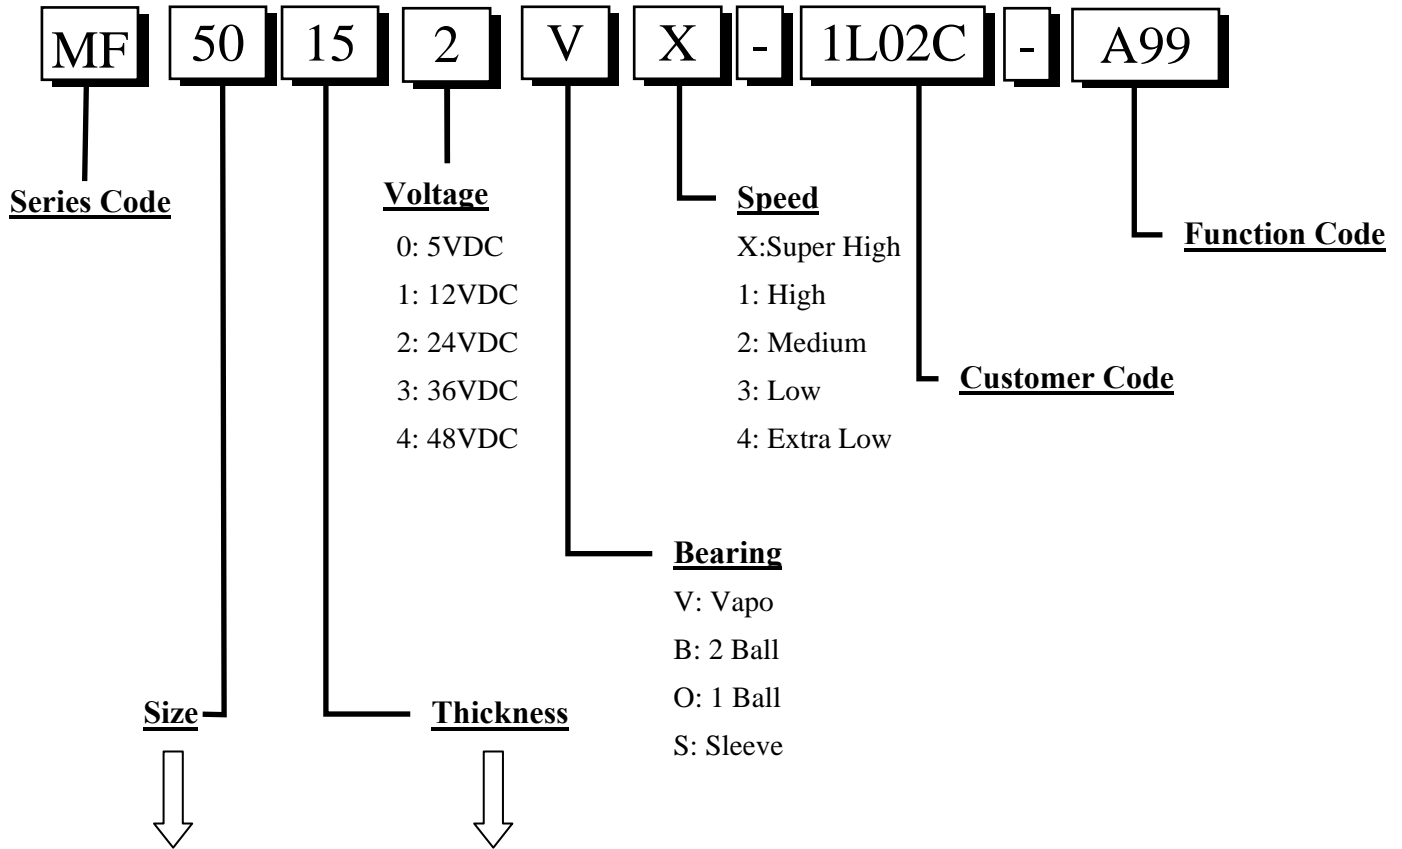 MF 50 15 2 V X - 1L02C - A99
Series Code
Voltage
0: 5VDC
1: 12VDC
2: 24VDC
3: 36VDC
4: 48VDC
Speed
X:Super High
1: High
2: Medium
3: Low
4: Extra Low
Function Code
Customer Code
Bearing
V: Vapo
B: 2 Ball
O: 1 Ball
S: Sleeve
Size
Thickness